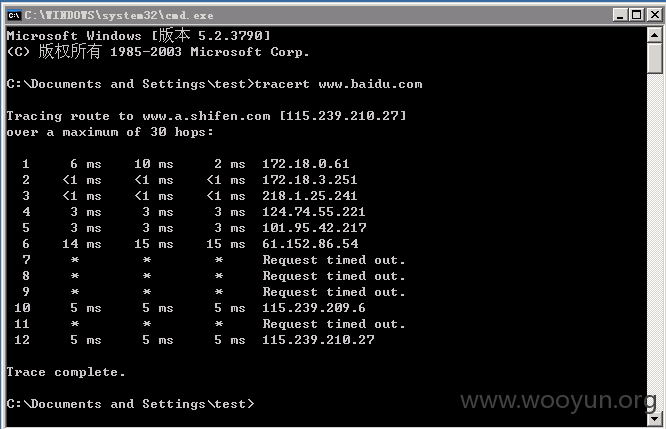 C:\WINDOWS\system32\cmd.exe
Microsoft Windows [版本 5.2.3790]
(C) 版权所有 1985-2003 Microsoft Corp.
C:\Documents and Settings\test>tracert www.baidu.com
Tracing route to www.a.shifen.com [115.239.210.27]
over a maximum of 30 hops:
1 6 ms 10 ms 2 ms 172.18.0.61
2 <1 ms <1 ms <1 ms 172.18.3.251
3 <1 ms <1 ms <1 ms 218.1.25.241
4 3 ms 3 ms 3 ms 124.74.55.221
5 3 ms 3 ms 3 ms 101.95.42.217
6 14 ms 15 ms 15 ms 61.152.86.54
7 * * * Request timed out.
8 * * * Request timed out.
9 * * * Request timed out.
10 5 ms 5 ms 5 ms 115.239.209.6
11 * * * Request timed out.
12 5 ms 5 ms 5 ms 115.239.210.27
Trace complete.
C:\Documents and Settings\test>
www.wooyun.org